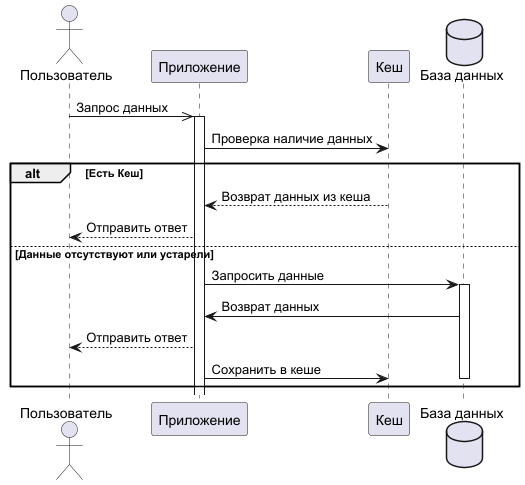 Пользователь
Приложение
Кеш
База данных
Запрос данных
Проверка наличие данных
alt
[Есть Кеш]
Возврат данных из кеша
Отправить ответ
[Данные отсутствуют или устарели]
Запросить данные
Возврат данных
Отправить ответ
Сохранить в кеше
Пользователь
Приложение
Кеш
База данных